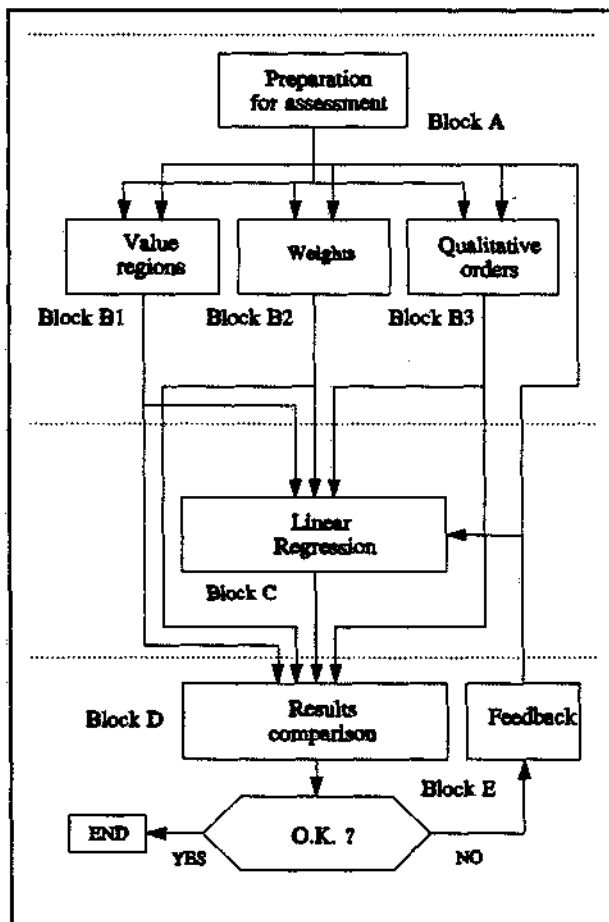 Preparation
for assessment
Block A
Value
regions
Weights
Qualitative
orders
Block B1
Block B2
Block B3
Linear
Regression
Block C
Block D
Results
comparison
Feedback
Block E
O.K. ?
END
YES
NO